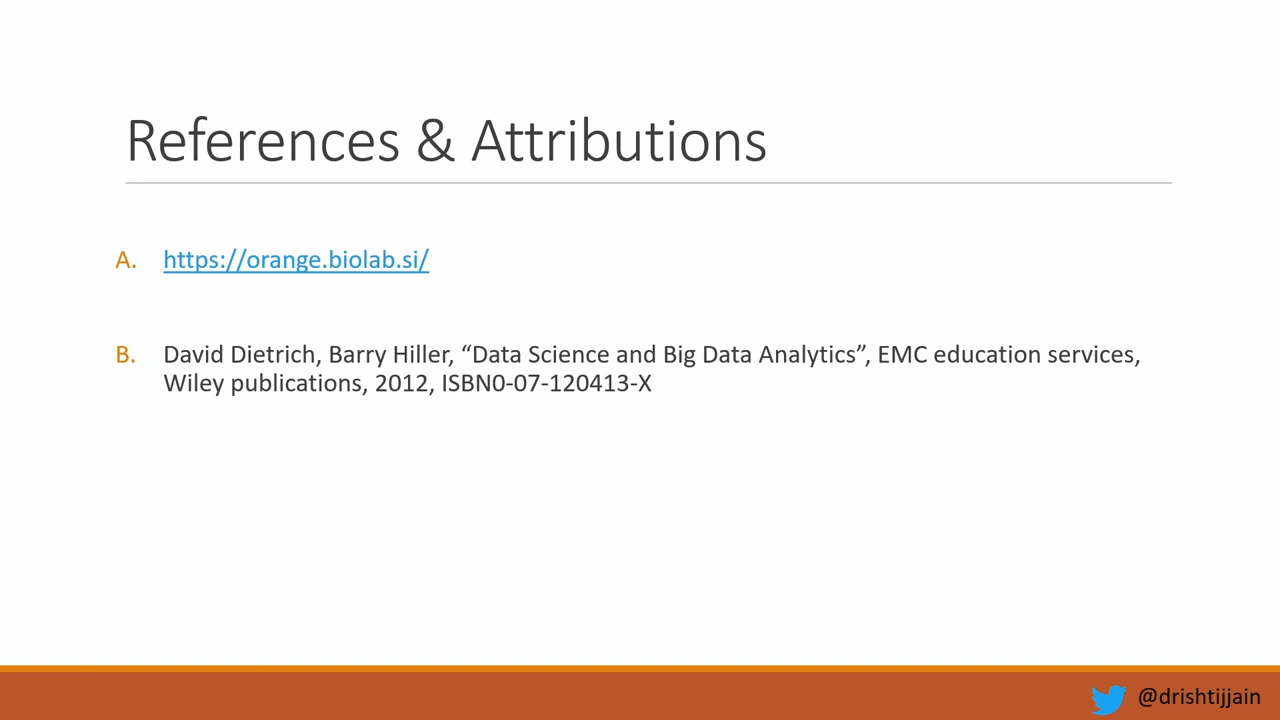 References & Attributions
A. https://orange.biolab.si/
B. David Dietrich, Barry Hiller, “Data Science and Big Data Analytics”, EMC education services,
Wiley publications, 2012, ISBN0-07-120413-X
@drishtijjain